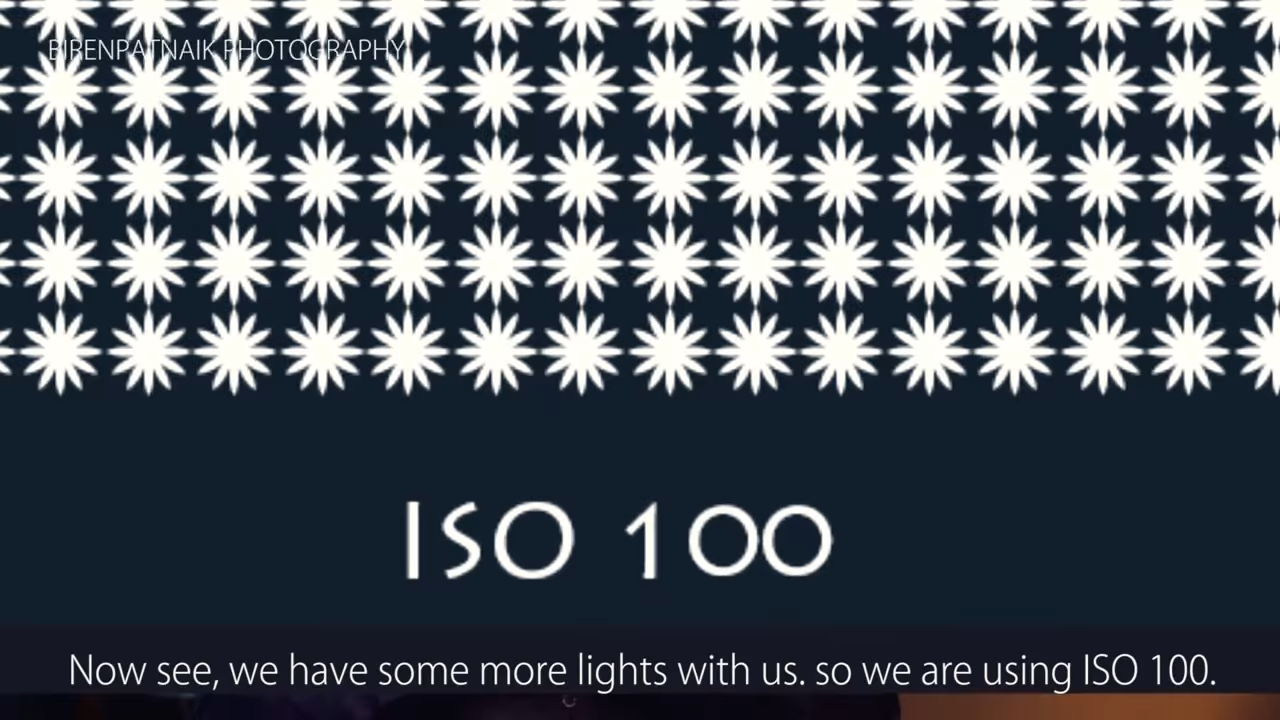 BIRENPATNAIK PHOTOGRAPHY
ISO 100
Now see, we have some more lights with us. so we are using ISO 100.